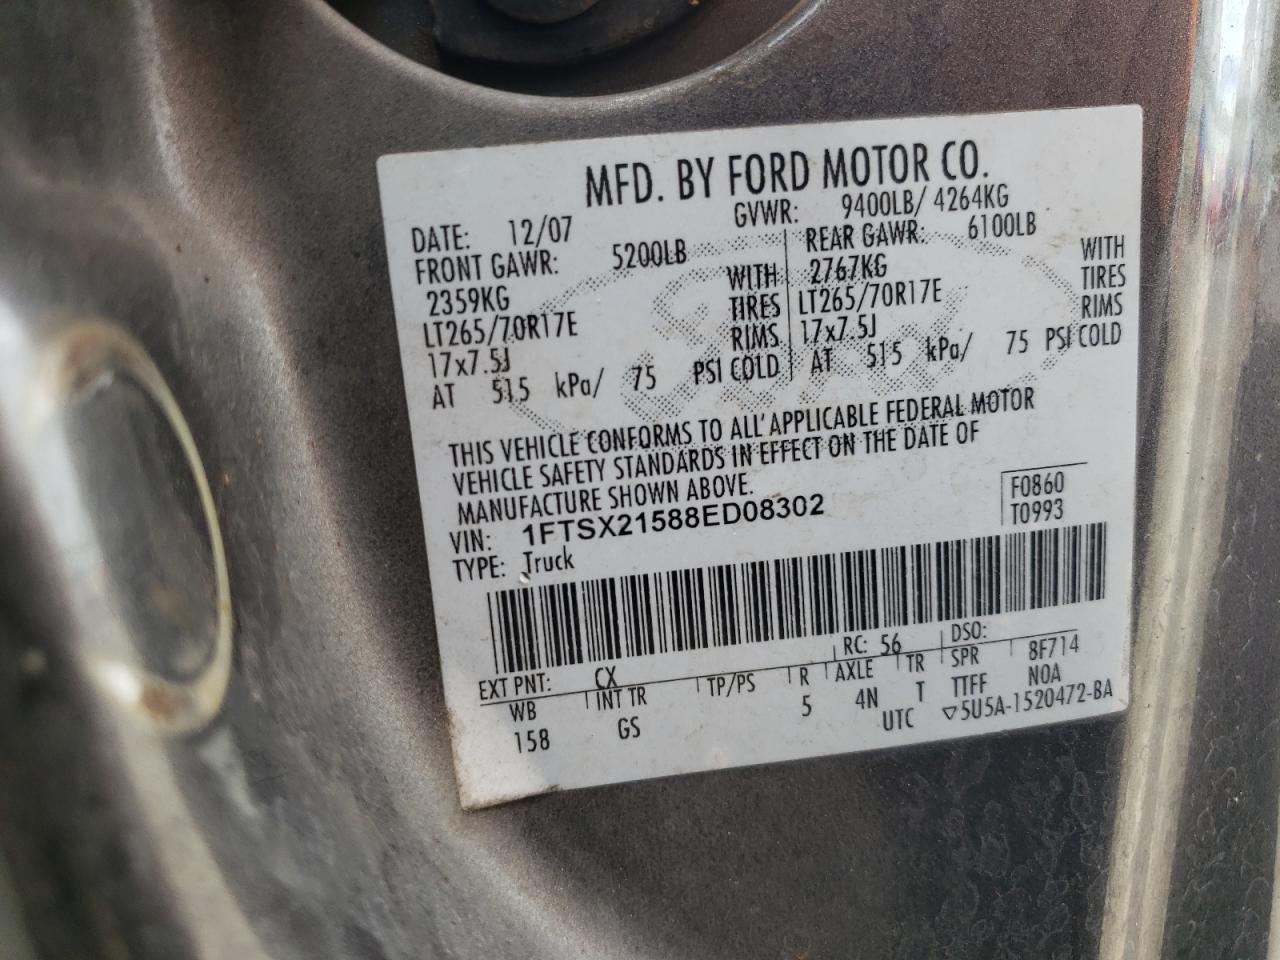 MFD. BY FORD MOTOR CO.
DATE: 12/07 GVWR: 9400LB/ 4264KG
FRONT GAWR: 5200LB REAR GAWR: 6100LB
2359KG WITH 2767KG WITH
LT265/70R17E TIRES LT265/70R17E TIRES
17x7.5J RIMS 17x7.5J RIMS
AT 515 kPa/ 75 PSI COLD AT 515 kPa/ 75 PSI COLD
THIS VEHICLE CONFORMS TO ALL APPLICABLE FEDERAL MOTOR
VEHICLE SAFETY STANDARDS IN EFFECT ON THE DATE OF
MANUFACTURE SHOWN ABOVE.
VIN: 1FTSX21588ED08302 F0860
TYPE: Truck T0993
EXT PNT: CX RC: 56 DSO:
WB INT TR TP/PS R AXLE TR SPR 8F714
158 GS 5 4N T TTFF NOA
UTC ▽5U5A-1520472-BA